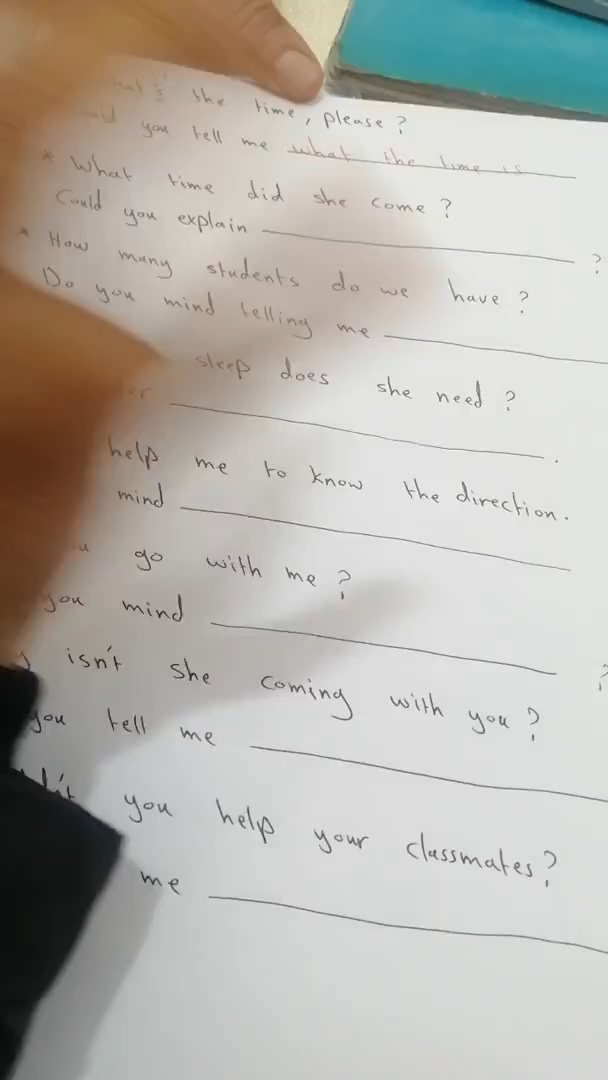 the time, please?
you tell me what the time is
* What time did she come?
Could you explain ?
* How many students do we have?
Do you mind telling me
sleep does she need?
.
help me to know the direction.
mind
go with me?
you mind ?
isn't she coming with you?
you tell me
you help your classmates?
me